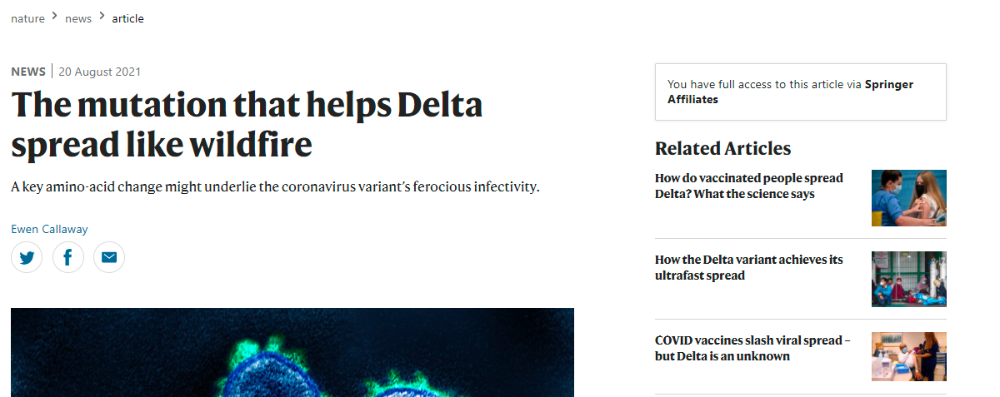 nature > news > article
NEWS | 20 August 2021
The mutation that helps Delta
spread like wildfire
A key amino-acid change might underlie the coronavirus variant’s ferocious infectivity.
Ewen Callaway
You have full access to this article via Springer
Affiliates
Related Articles
How do vaccinated people spread
Delta? What the science says
How the Delta variant achieves its
ultrafast spread
COVID vaccines slash viral spread –
but Delta is an unknown